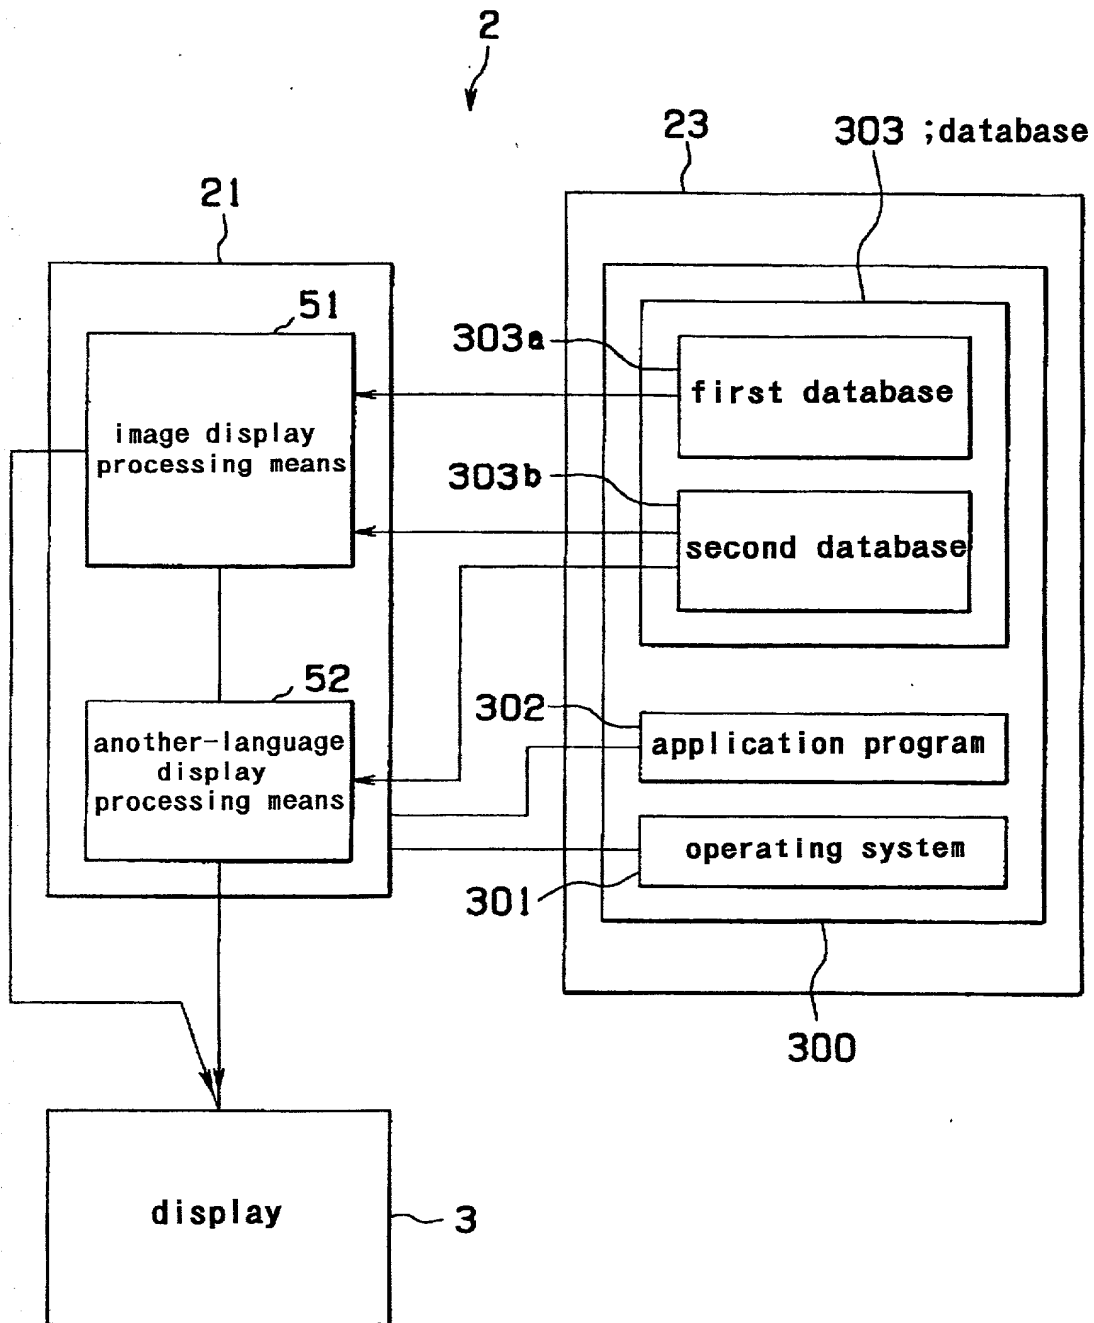 2
23
303 ;database
21
51
303a
first database
image display
processing means
303b
second database
52
302
application program
another-language
display
processing means
operating system
301
300
display
3